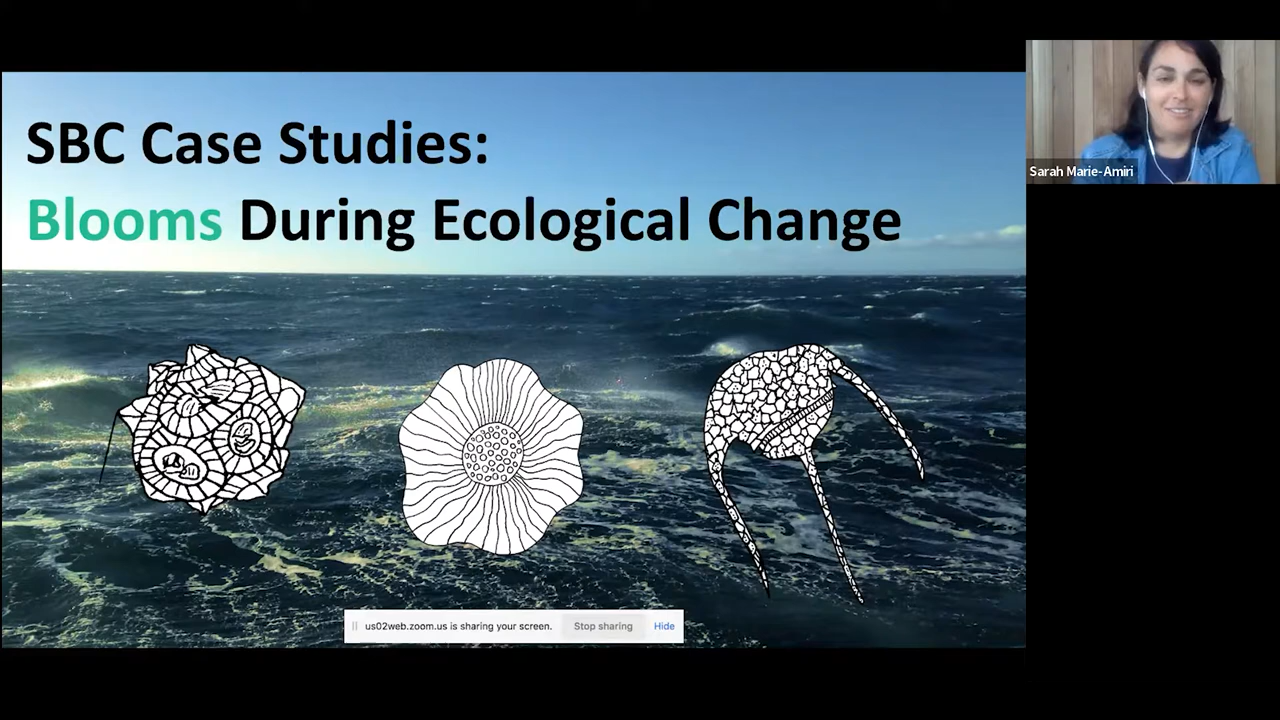 SBC Case Studies:
Blooms During Ecological Change
Sarah Marie-Amiri
us02web.zoom.us is sharing your screen. Stop sharing Hide